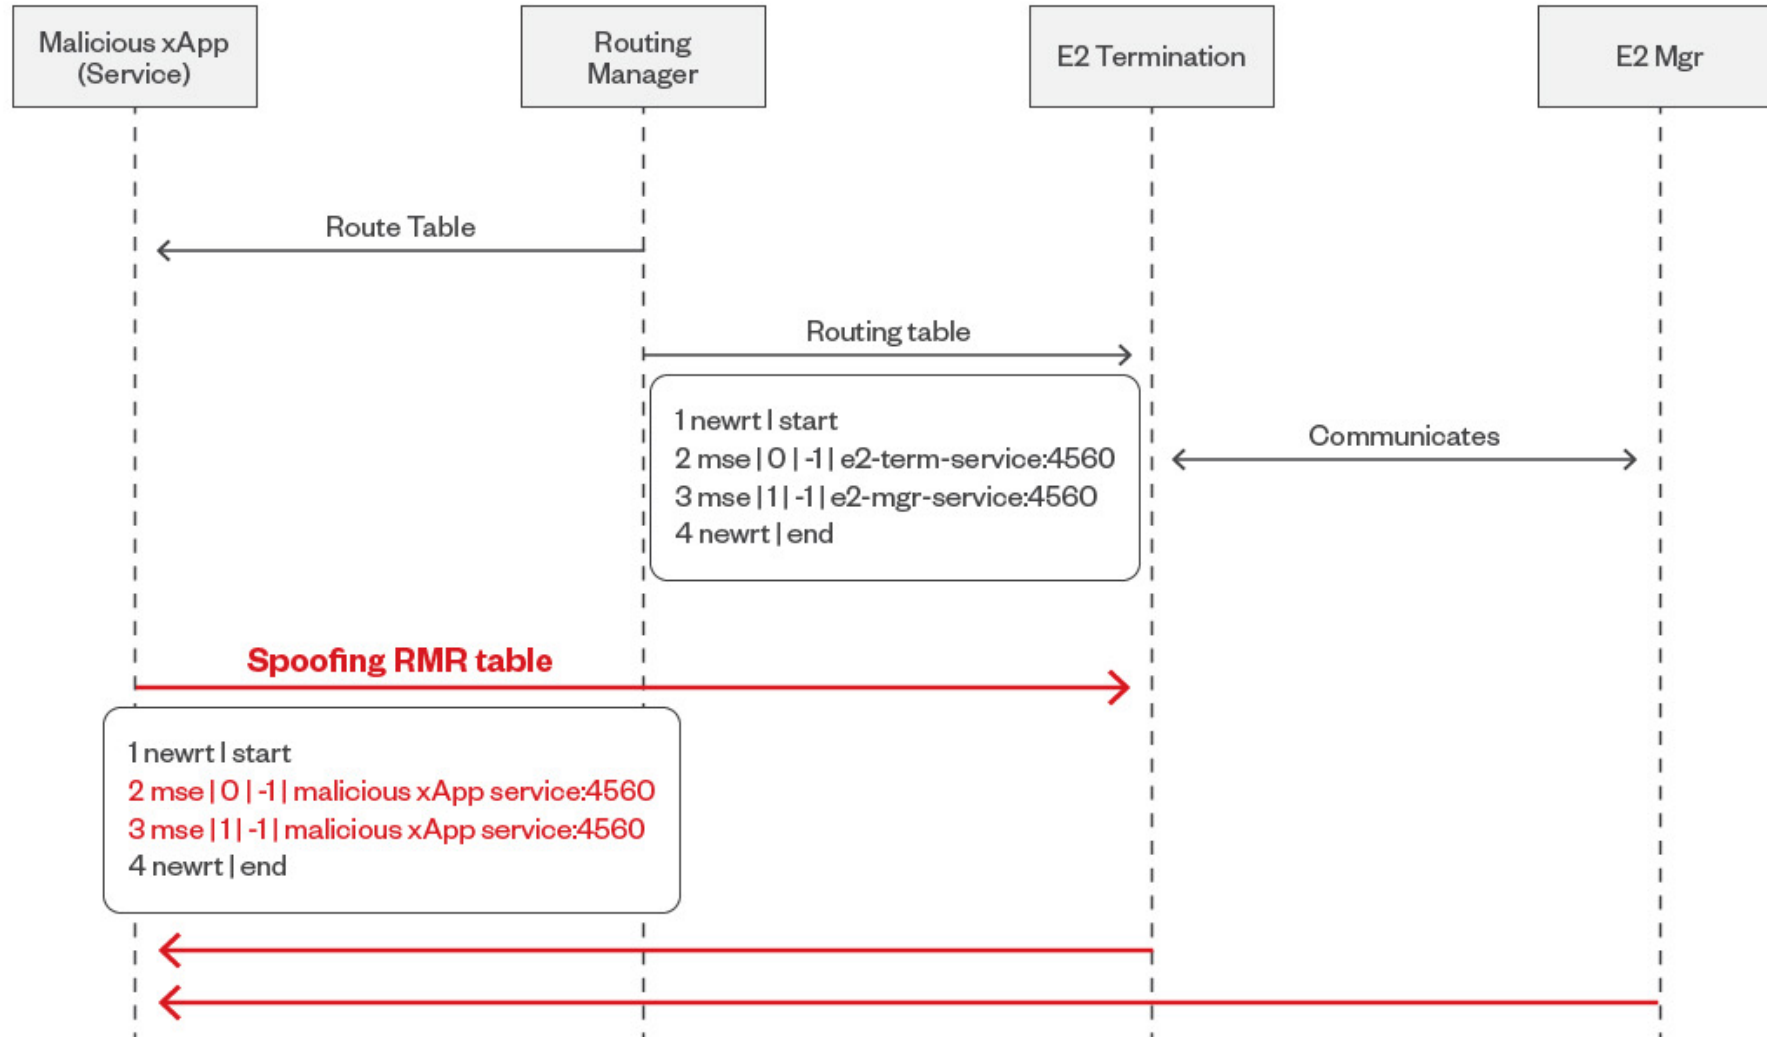 Malicious xApp
(Service)
Routing
Manager
E2 Termination
E2 Mgr
Route Table
Routing table
1 newrt | start
2 mse | 0 | -1 | e2-term-service:4560
3 mse | 1 | -1 | e2-mgr-service:4560
4 newrt | end
Communicates
Spoofing RMR table
1 newrt | start
2 mse | 0 | -1 | malicious xApp service:4560
3 mse | 1 | -1 | malicious xApp service:4560
4 newrt | end